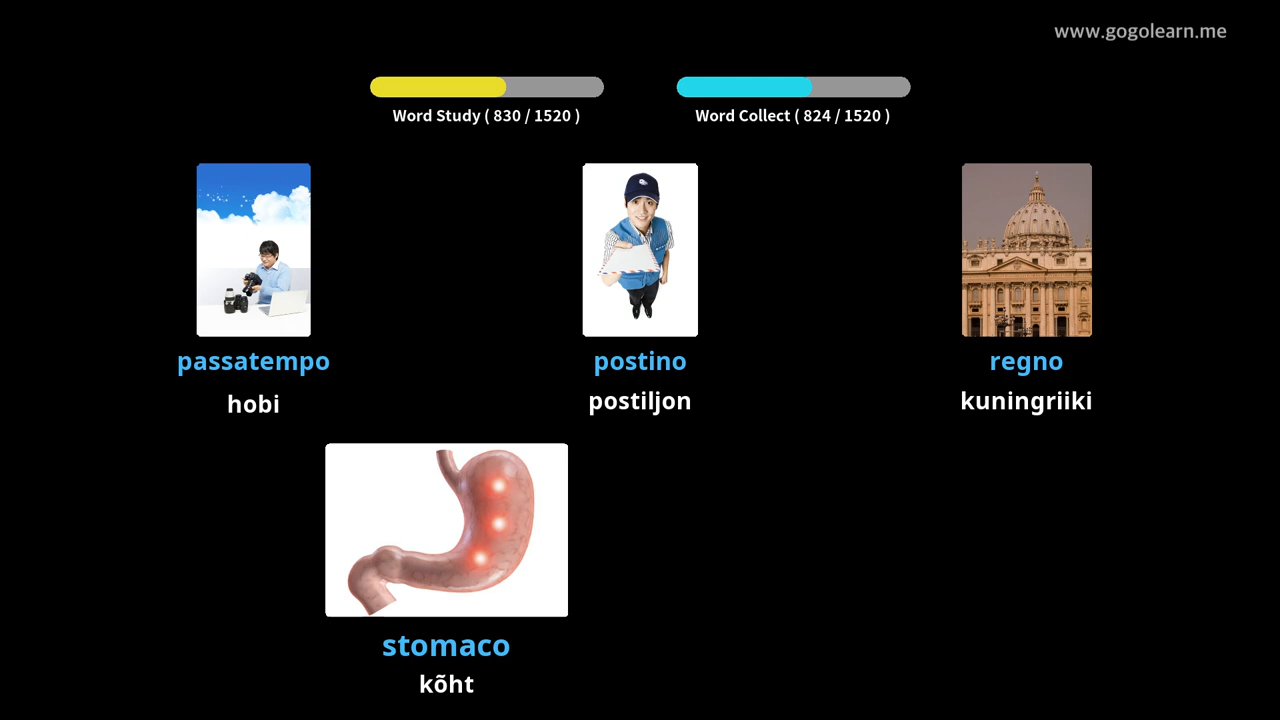 www.gogolearn.me
Word Study ( 830 / 1520 )
Word Collect ( 824 / 1520 )
passatempo
hobi
postino
postiljon
regno
kuningriiki
stomaco
kõht